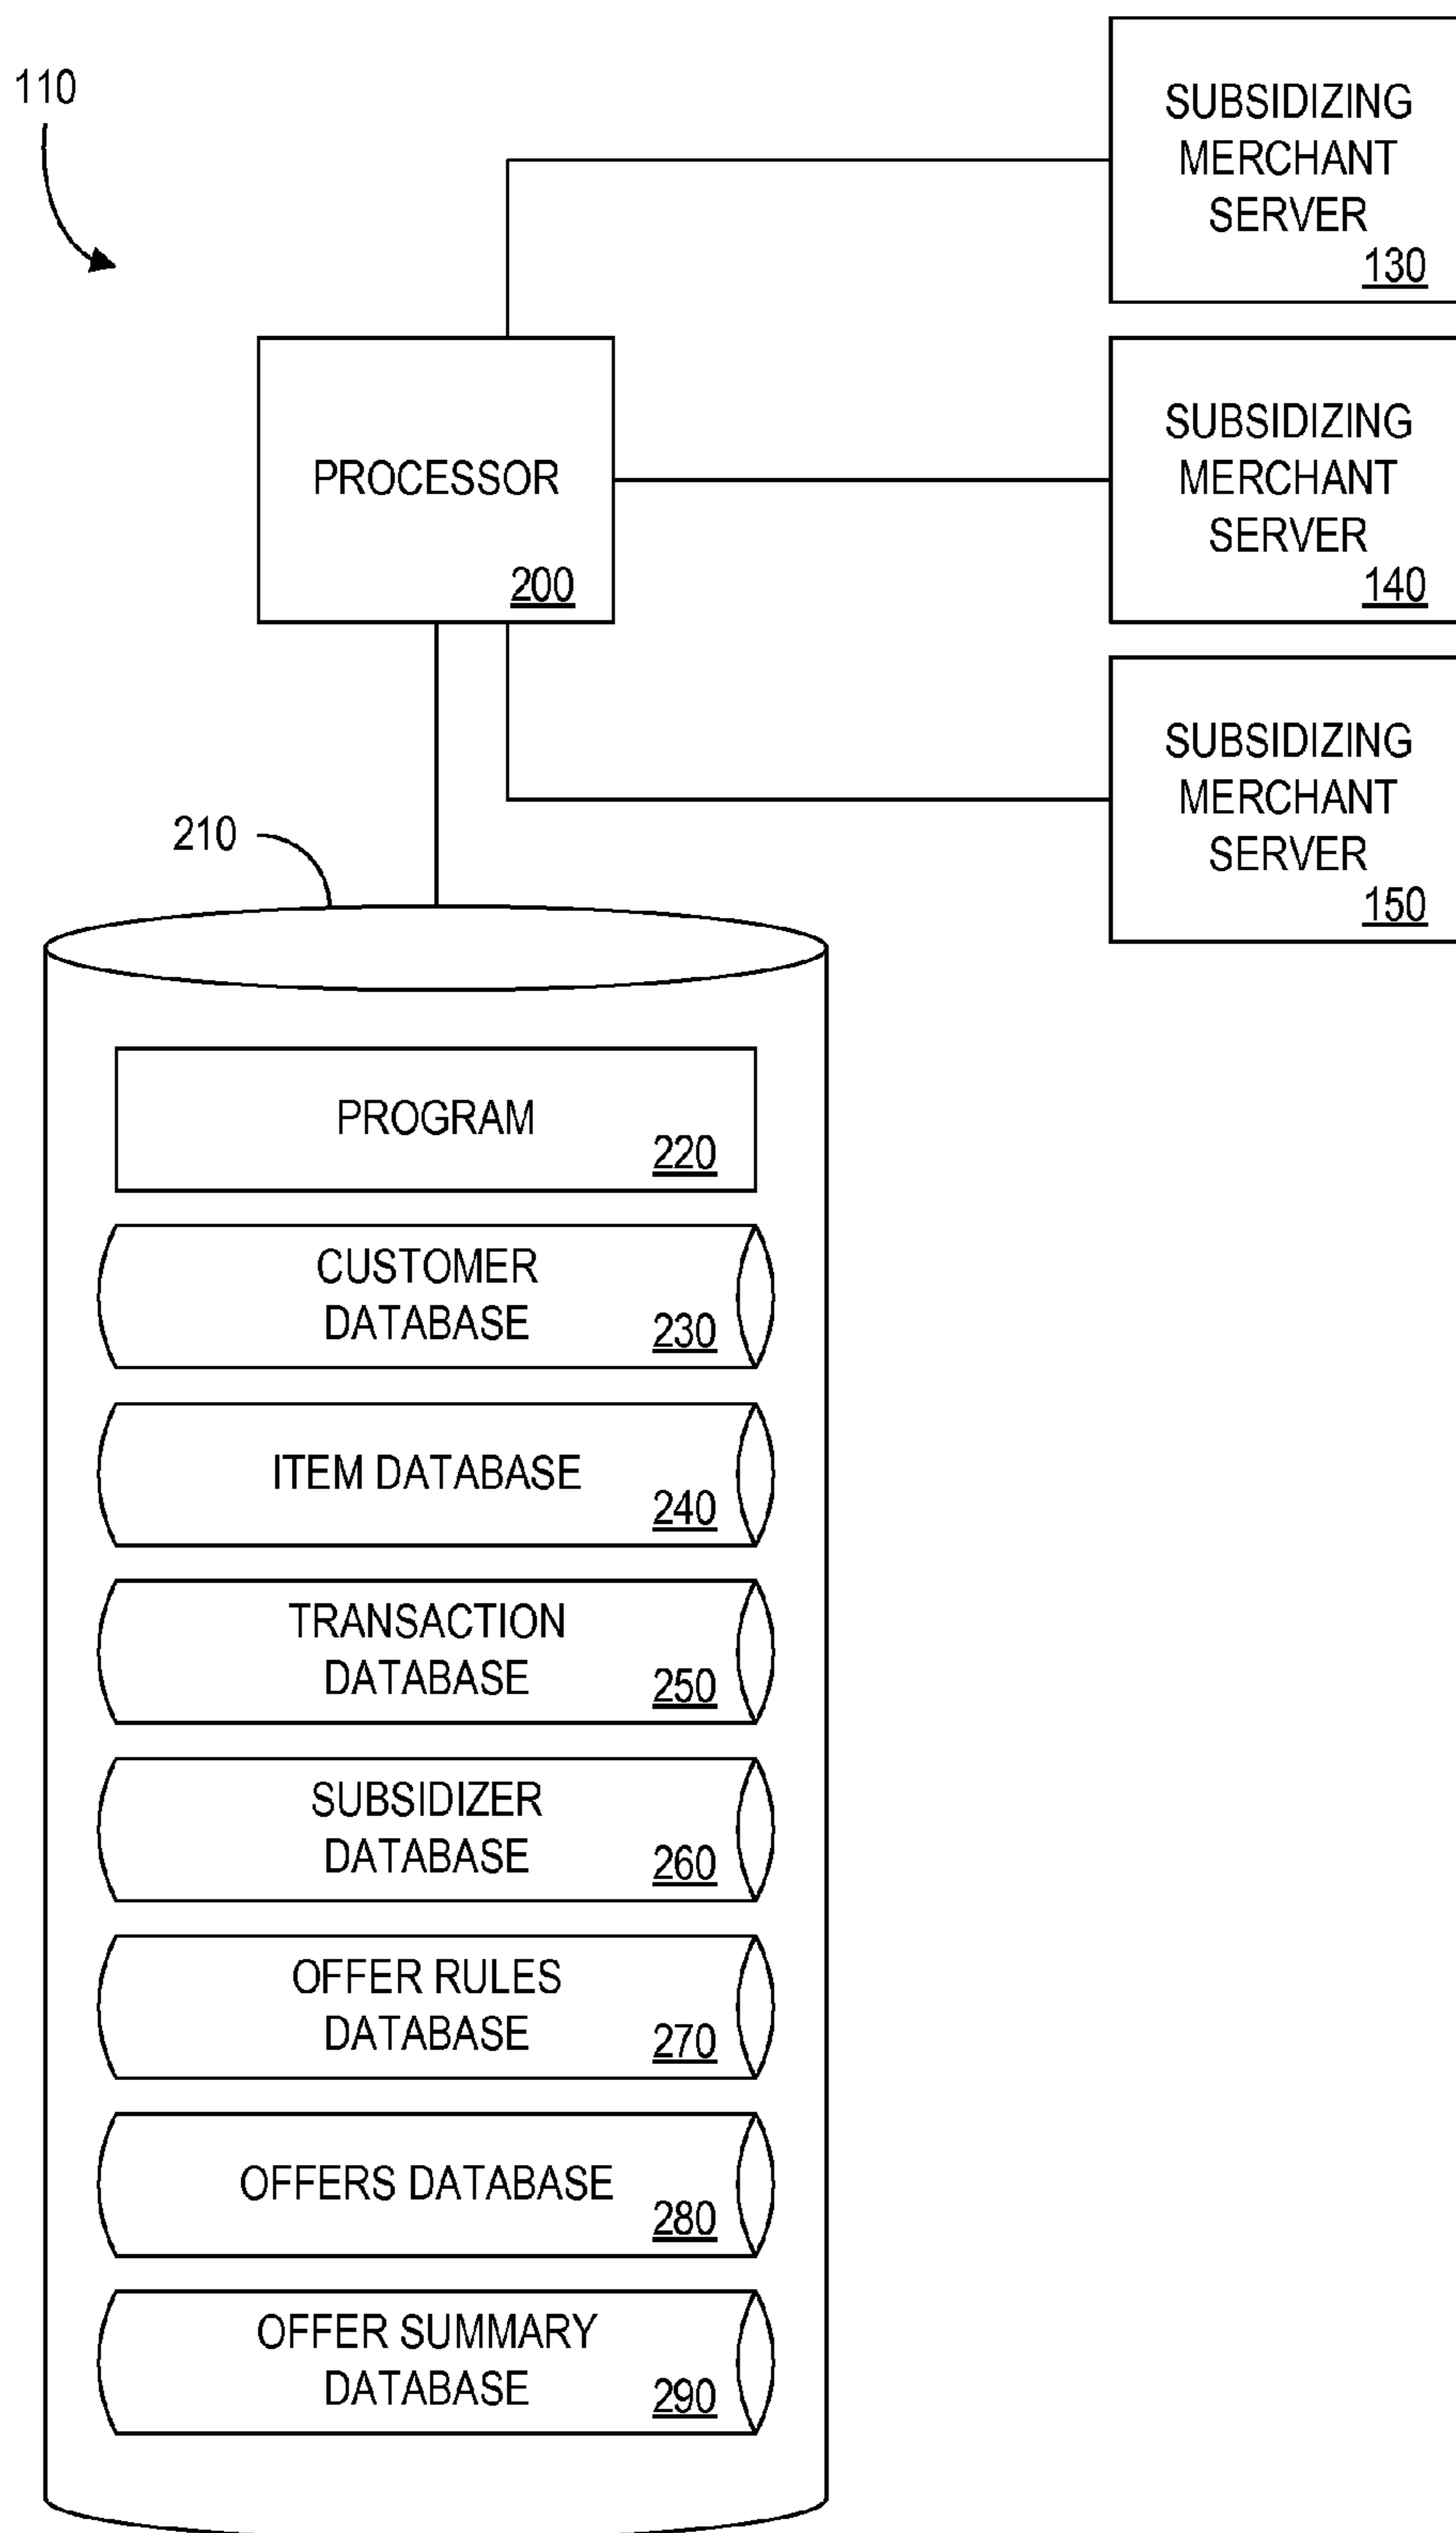 110
SUBSIDIZING
MERCHANT
SERVER
130
PROCESSOR
200
SUBSIDIZING
MERCHANT
SERVER
140
SUBSIDIZING
MERCHANT
SERVER
150
210
PROGRAM
220
CUSTOMER
DATABASE
230
ITEM DATABASE
240
TRANSACTION
DATABASE
250
SUBSIDIZER
DATABASE
260
OFFER RULES
DATABASE
270
OFFERS DATABASE
280
OFFER SUMMARY
DATABASE
290